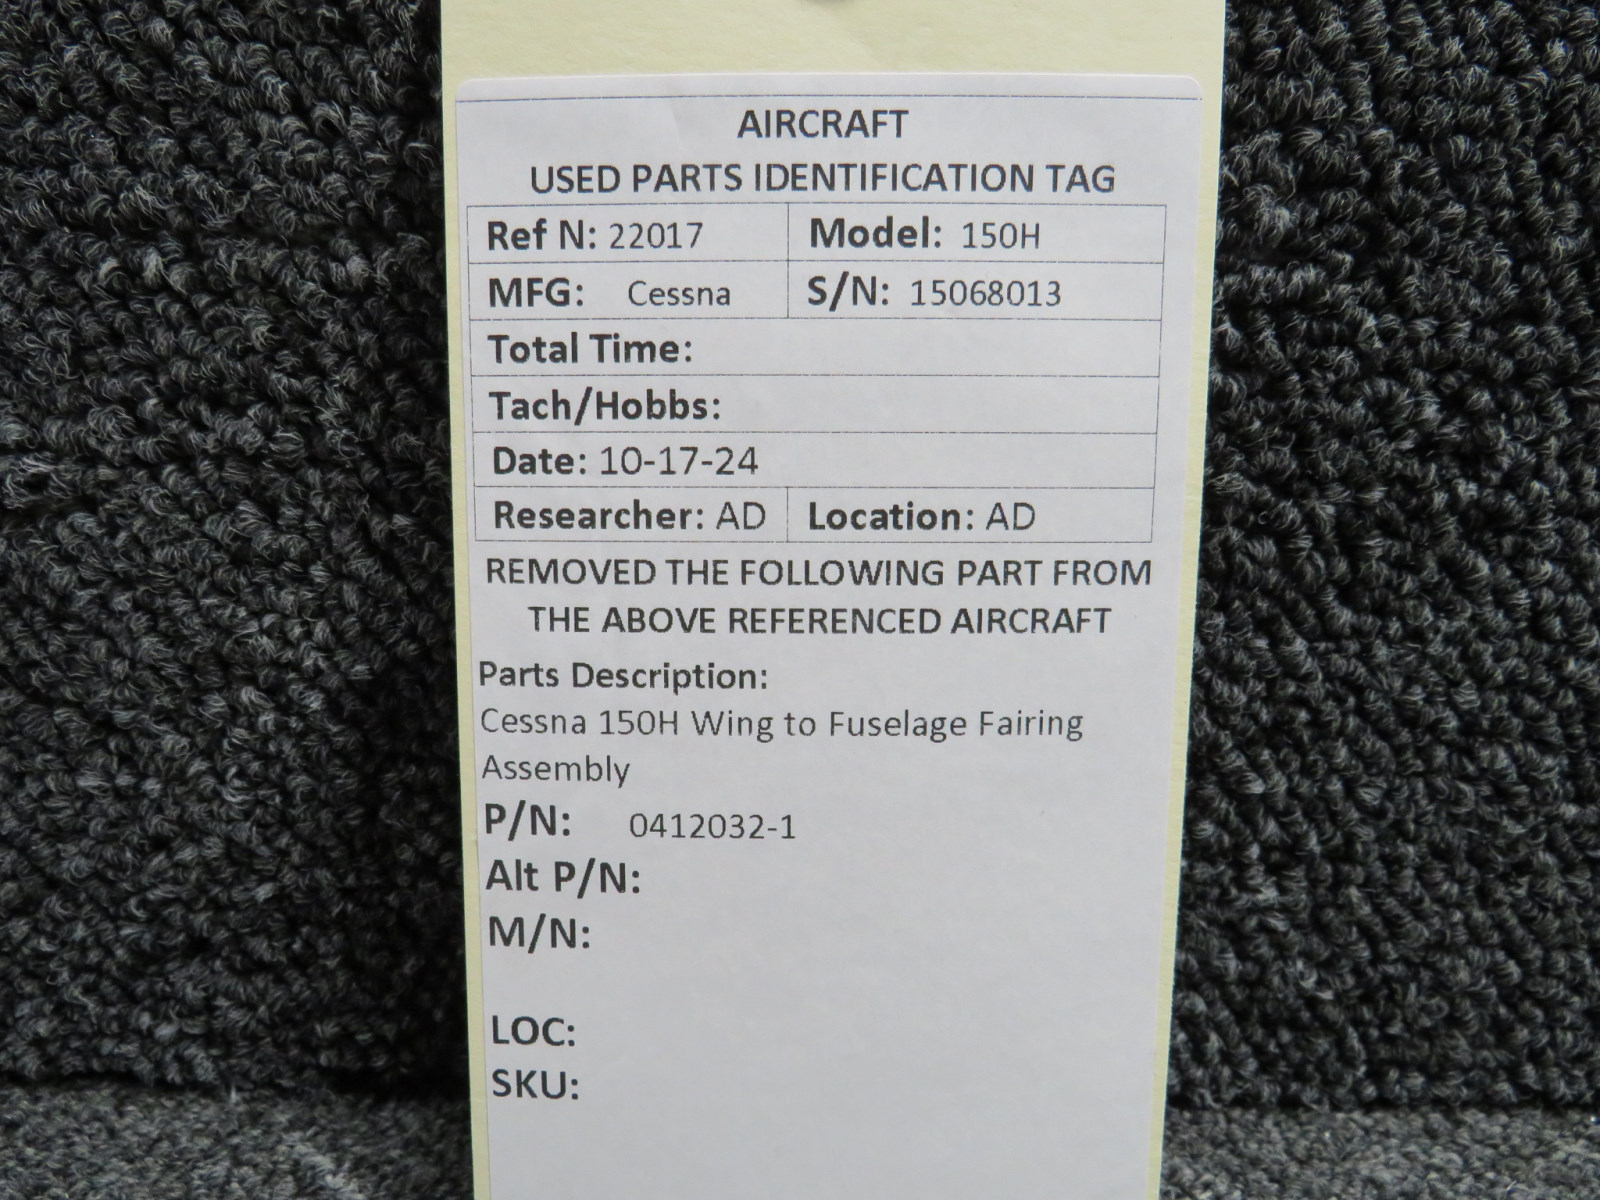 AIRCRAFT
USED PARTS IDENTIFICATION TAG
Ref N: 22017 Model: 150H
MFG: Cessna S/N: 15068013
Total Time:
Tach/Hobbs:
Date: 10-17-24
Researcher: AD Location: AD
REMOVED THE FOLLOWING PART FROM
THE ABOVE REFERENCED AIRCRAFT
Parts Description:
Cessna 150H Wing to Fuselage Fairing
Assembly
P/N: 0412032-1
Alt P/N:
M/N:
LOC:
SKU: